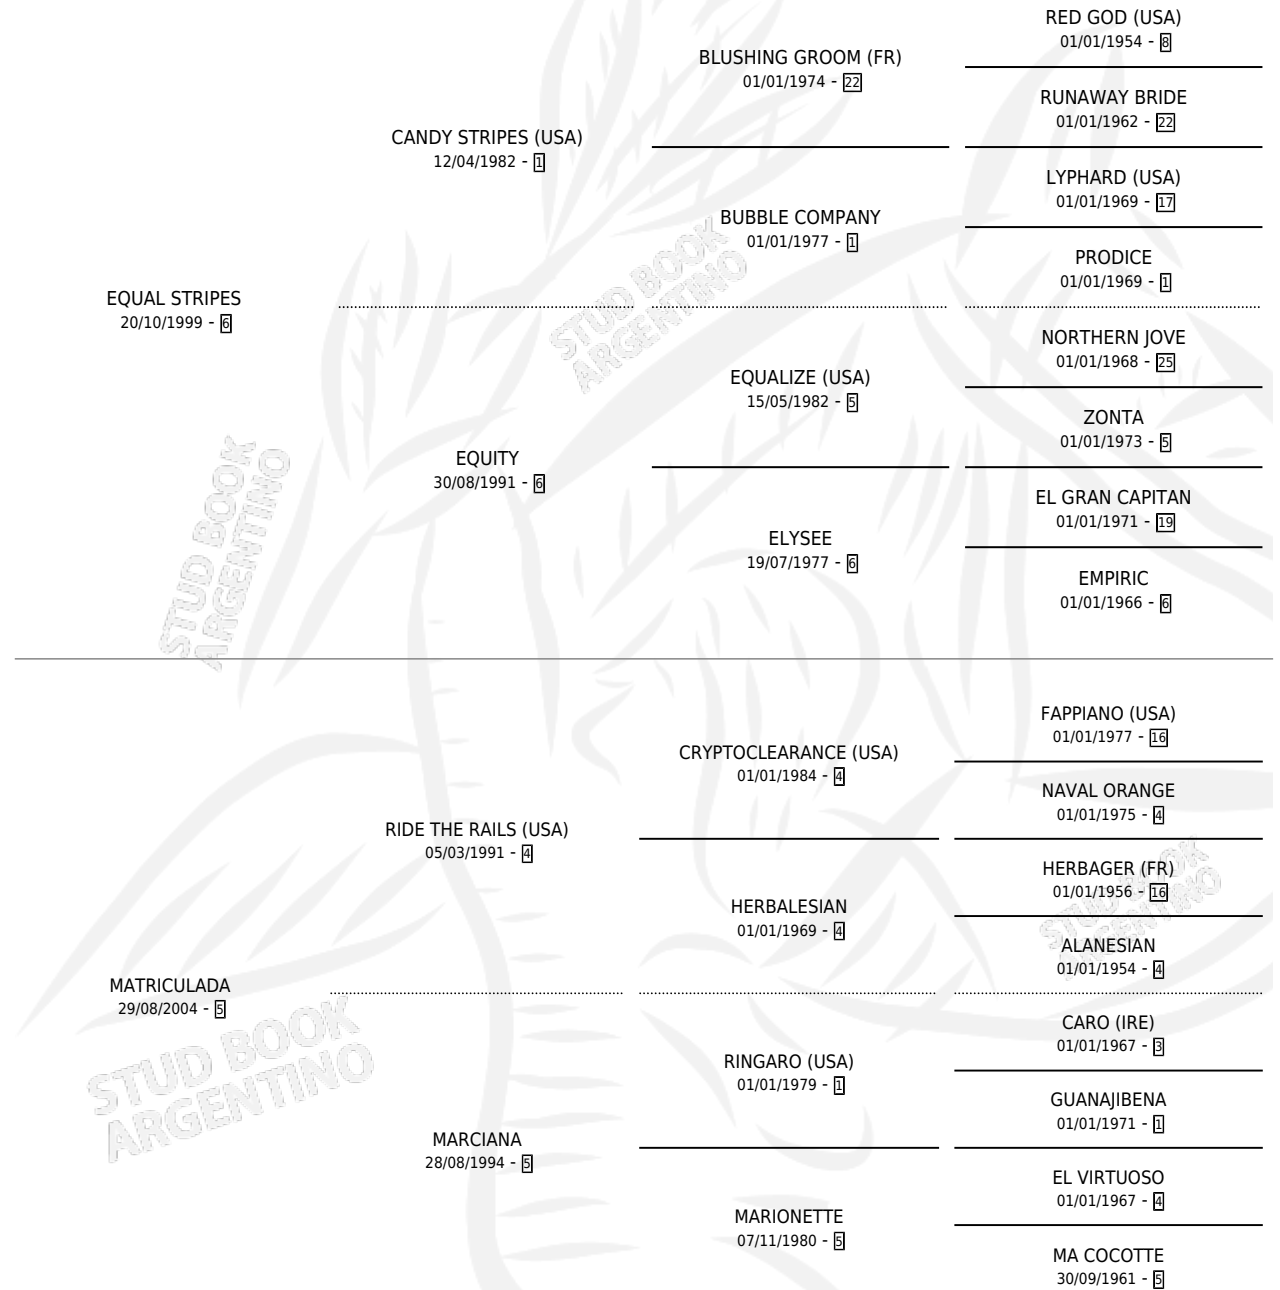 RED GOD (USA)
01/01/1954 - 8
BLUSHING GROOM (FR)
01/01/1974 - 22
RUNAWAY BRIDE
01/01/1962 - 22
CANDY STRIPES (USA)
12/04/1982 - 1
LYPHARD (USA)
01/01/1969 - 17
BUBBLE COMPANY
01/01/1977 - 1
PRODICE
01/01/1969 - 1
EQUAL STRIPES
20/10/1999 - 6
STUD BOOK
ARGENTINO
NORTHERN JOVE
01/01/1968 - 25
EQUALIZE (USA)
15/05/1982 - 5
ZONTA
01/01/1973 - 5
EQUITY
30/08/1991 - 6
EL GRAN CAPITAN
01/01/1971 - 19
ELYSEE
19/07/1977 - 6
EMPIRIC
01/01/1966 - 6
STUD BOOK
ARGENTINO
FAPPIANO (USA)
01/01/1977 - 16
CRYPTOCLEARANCE (USA)
01/01/1984 - 4
NAVAL ORANGE
01/01/1975 - 4
RIDE THE RAILS (USA)
05/03/1991 - 4
HERBAGER (FR)
01/01/1956 - 16
HERBALESIAN
01/01/1969 - 4
STUD BOOK
ARGENTINO
ALANESIAN
01/01/1954 - 4
MATRICULADA
29/08/2004 - 5
STUD BOOK
ARGENTINO
CARO (IRE)
01/01/1967 - 3
RINGARO (USA)
01/01/1979 - 1
GUANAJIBENA
01/01/1971 - 1
MARCIANA
28/08/1994 - 5
EL VIRTUOSO
01/01/1967 - 4
MARIONETTE
07/11/1980 - 5
MA COCOTTE
30/09/1961 - 5